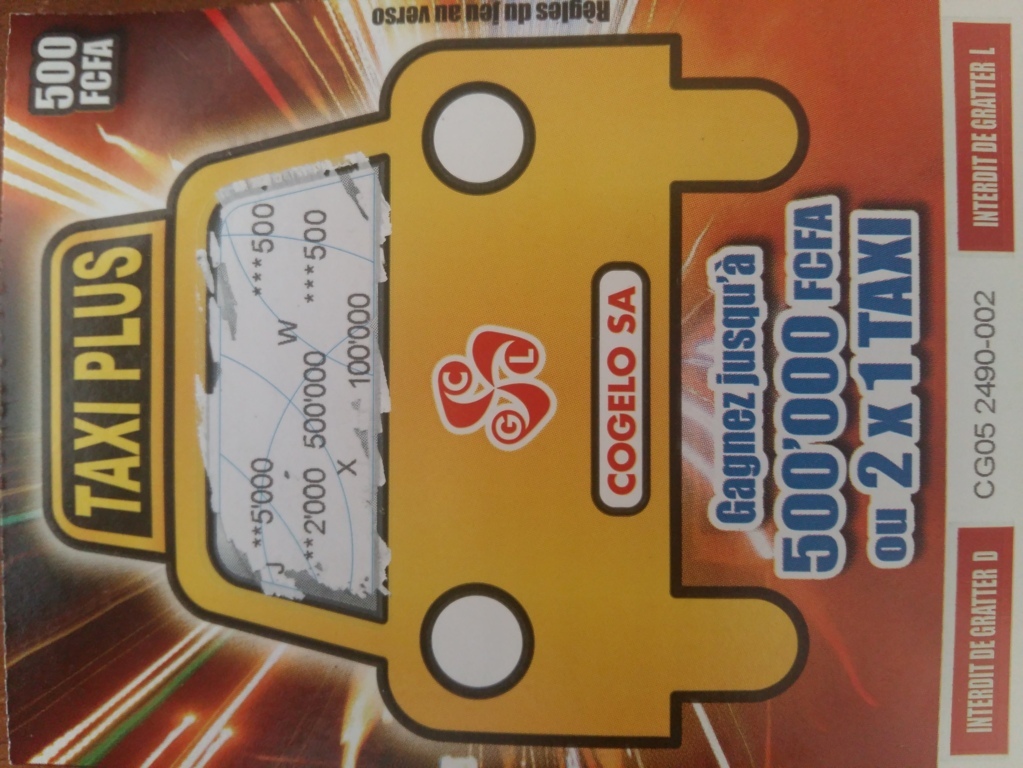 500
FCFA
TAXI PLUS
**5'000 ***500
J W
**2'000 500'000 ***500
X 100'000
C
G L
COGELO SA
Gagnez jusqu'à
500'000 FCFA
ou 2 x 1 TAXI
INTERDIT DE GRATTER D
CG05 2490-002
INTERDIT DE GRATTER L
Règles du jeu au verso